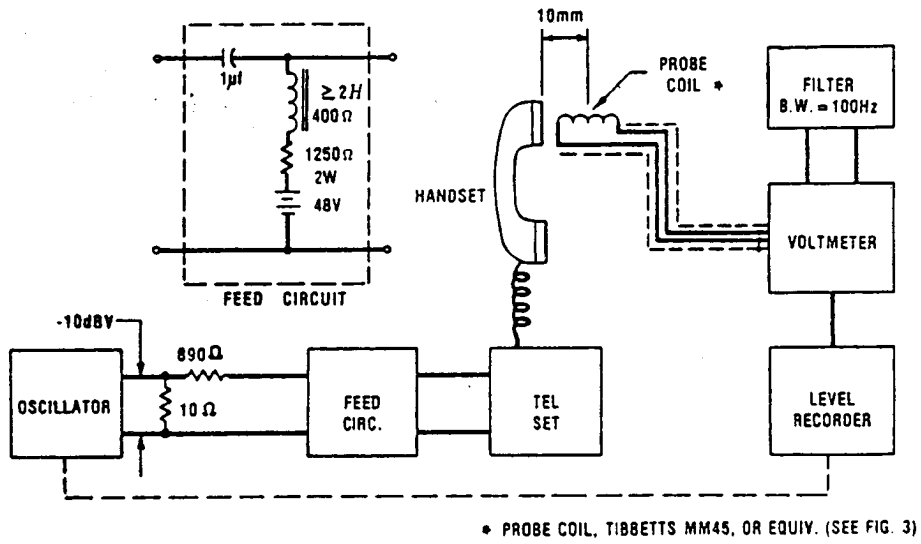 10mm
1µf
≥ 2H
400Ω
1250Ω
2W
48V
FEED CIRCUIT
PROBE
COIL *
FILTER
B.W. = 100Hz
HANDSET
VOLTMETER
-10dBV
890Ω
10Ω
OSCILLATOR
FEED
CIRC.
TEL
SET
LEVEL
RECORDER
* PROBE COIL, TIBBETTS MM45, OR EQUIV. (SEE FIG. 3)